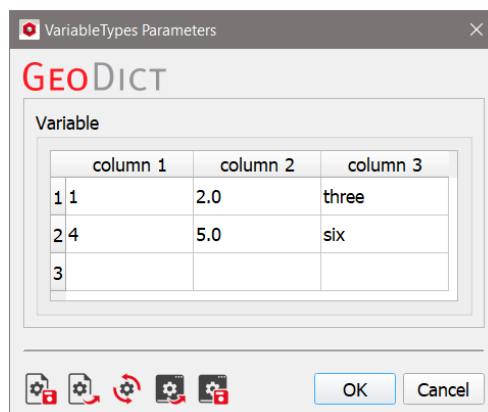 VariableTypes Parameters
GEODICT
Variable
column 1 column 2 column 3
1 1 2.0 three
2 4 5.0 six
3
OK Cancel